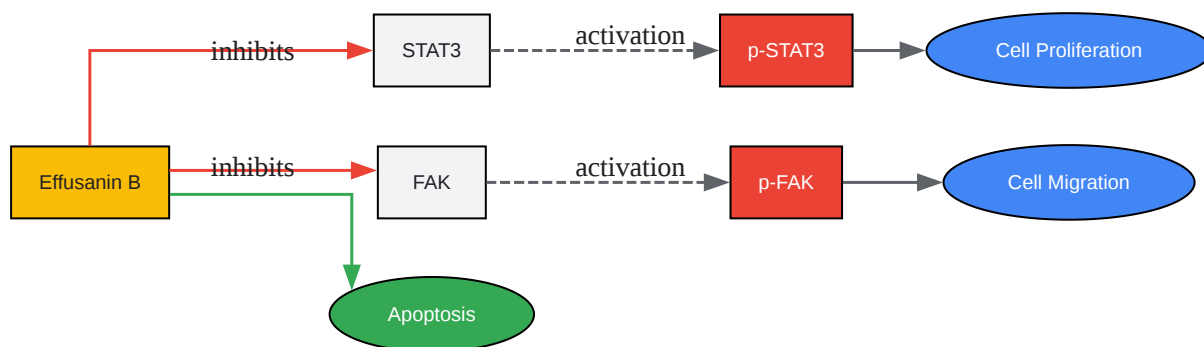 inhibits
STAT3
activation
p-STAT3
Cell Proliferation
Effusanin B
inhibits
FAK
activation
p-FAK
Cell Migration
Apoptosis